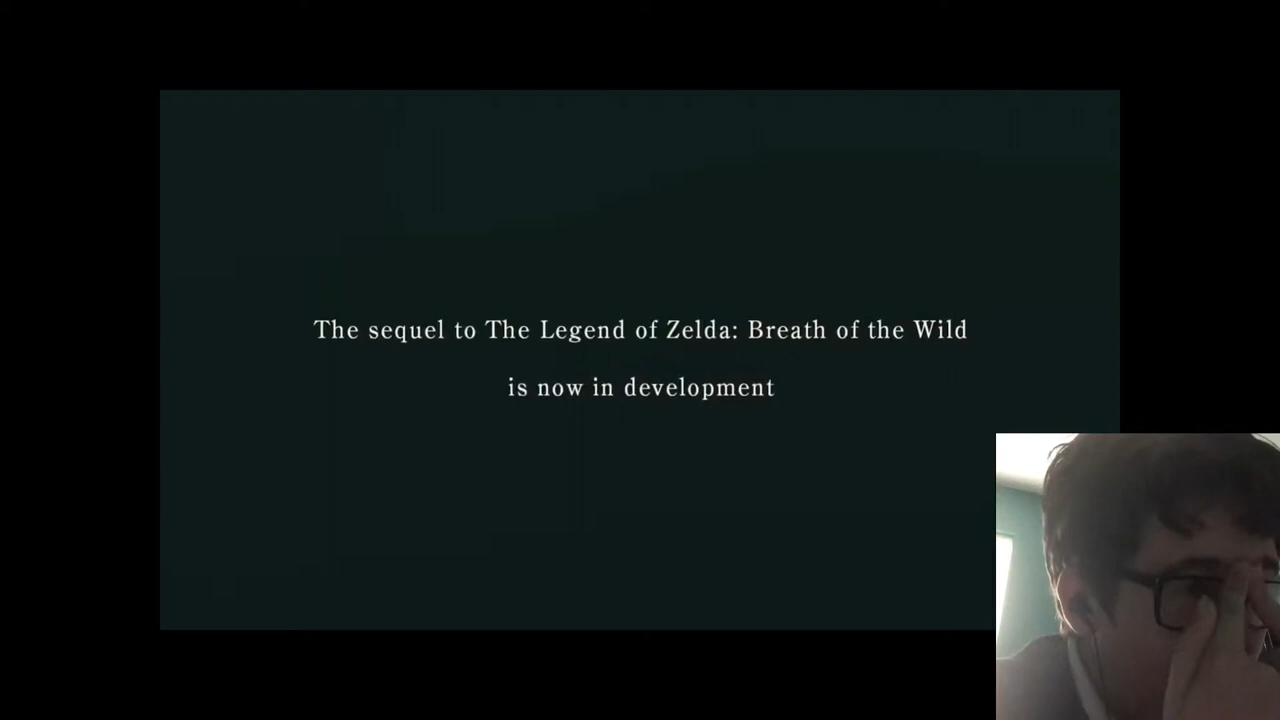 The sequel to The Legend of Zelda: Breath of the Wild
is now in development